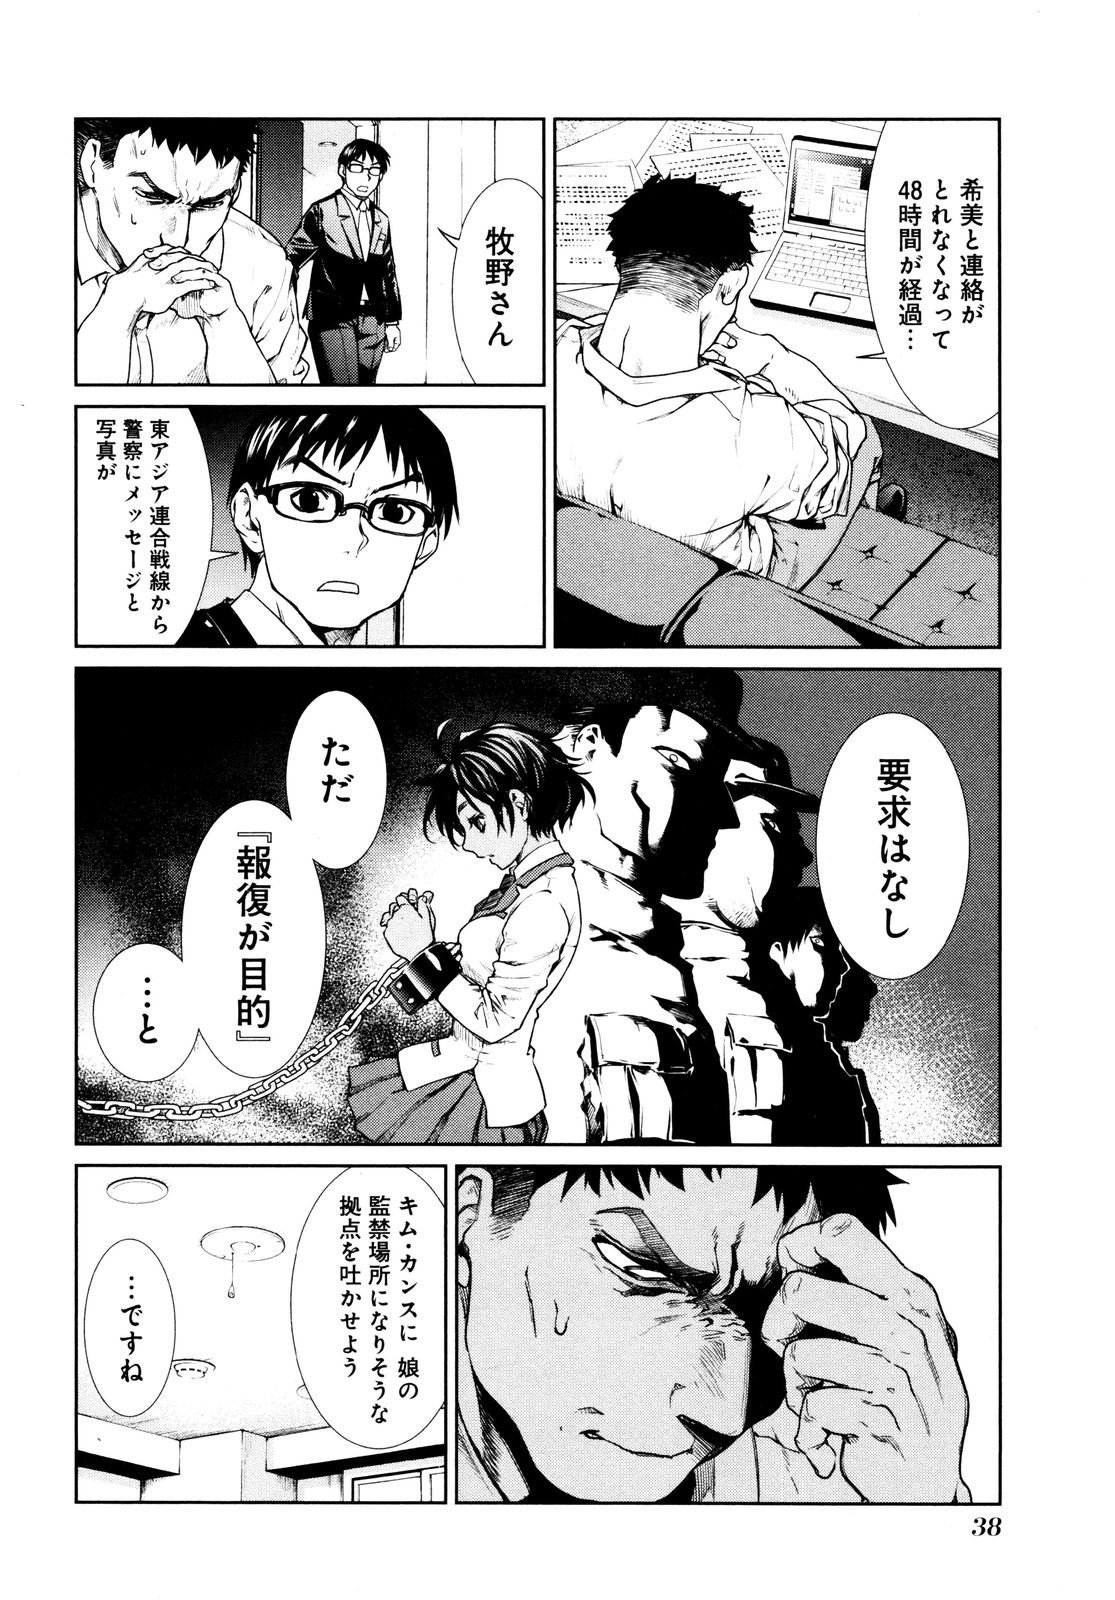 希美と連絡が
とれなくなって
48時間が経過…
牧野さん
東アジア連合戦線から
警察にメッセージと
写真が
要求はなし
ただ
『報復が目的』
…と
キム・カンスに 娘の
監禁場所になりそうな
拠点を吐かせよう
…ですね
38